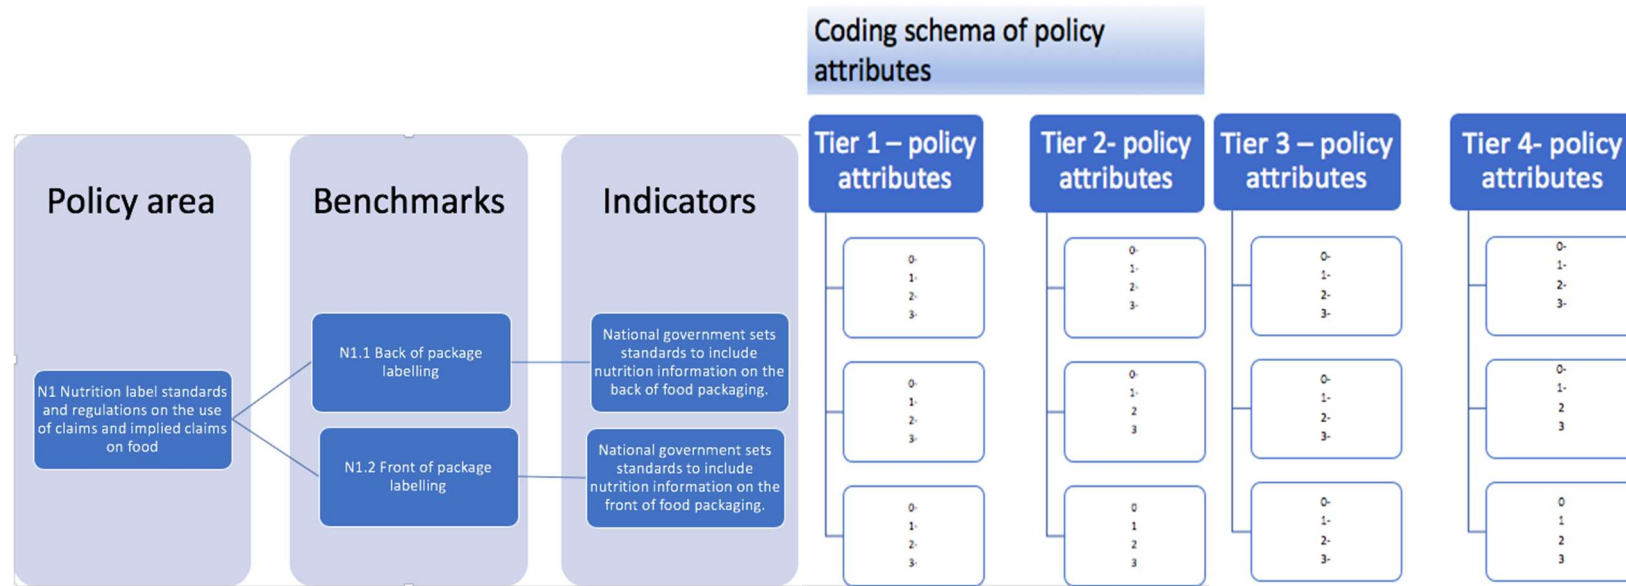 Coding schema of policy
attributes
Policy area
N1 Nutrition label standards
and regulations on the use
of claims and implied claims
on food
Benchmarks
N1.1 Back of package
labelling
N1.2 Front of package
labelling
Indicators
National government sets
standards to include
nutrition information on the
back of food packaging.
National government sets
standards to include
nutrition information on the
front of food packaging.
Tier 1 – policy
attributes
0-
1-
2-
3-
0-
1-
2-
3-
0-
1-
2-
3-
Tier 2- policy
attributes
0-
1-
2-
3-
0-
1-
2
3
0
1
2
3
Tier 3 – policy
attributes
0-
1-
2-
3-
0-
1-
2-
3-
0-
1-
2-
3-
Tier 4- policy
attributes
0-
1-
2-
3-
0-
1-
2
3
0
1
2
3